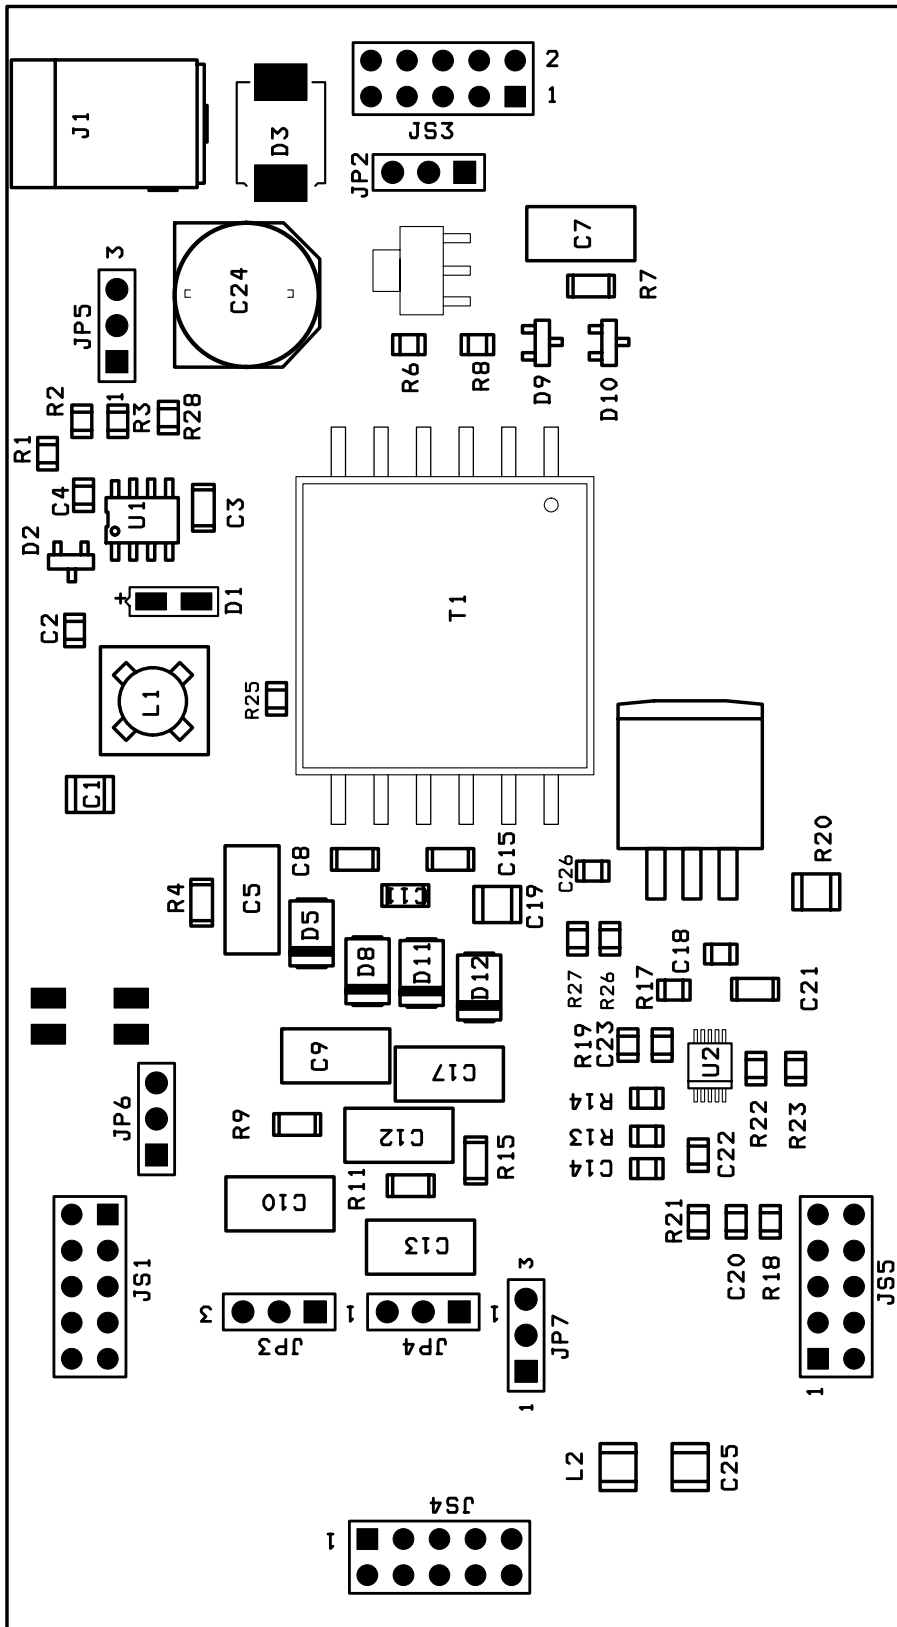 2
1
J1
D3
JS3
JP2
C7
3
C24
R7
JP5
R6
R8
D9
D10
R2
1
R3
R28
R1
C4
U1
C3
D2
+
D1
T1
C2
R25
L1
C1
R20
C8
C15
C26
R4
C5
C11
C19
D5
D8
D11
D12
R27
R26
R17
C18
C21
C9
C17
R19
C23
U2
R22
R23
JP6
R9
C12
R15
R14
R13
C14
C22
R11
C10
C13
R21
C20
R18
JS1
JS5
3
3
JP3
1
JP4
1
JP7
1
1
L2
C25
JS4
1